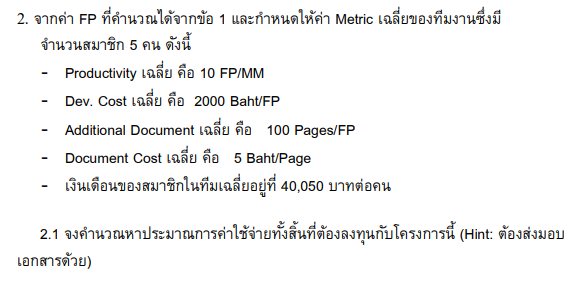 2. จากค่า FP ที่คำนวณได้จากข้อ 1 และกำหนดให้ค่า Metric เฉลี่ยของทีมงานซึ่งมี
จำนวนสมาชิก 5 คน ดังนี้
- Productivity เฉลี่ย คือ 10 FP/MM
- Dev. Cost เฉลี่ย คือ 2000 Baht/FP
- Additional Document เฉลี่ย คือ 100 Pages/FP
- Document Cost เฉลี่ย คือ 5 Baht/Page
- เงินเดือนของสมาชิกในทีมเฉลี่ยอยู่ที่ 40,050 บาทต่อคน
2.1 จงคำนวณหาประมาณการค่าใช้จ่ายทั้งสิ้นที่ต้องลงทุนกับโครงการนี้ (Hint: ต้องส่งมอบ
เอกสารด้วย)